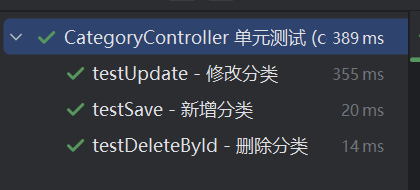 CategoryController 单元测试 (c 389 ms
testUpdate - 修改分类 355 ms
testSave - 新增分类 20 ms
testDeleteById - 删除分类 14 ms